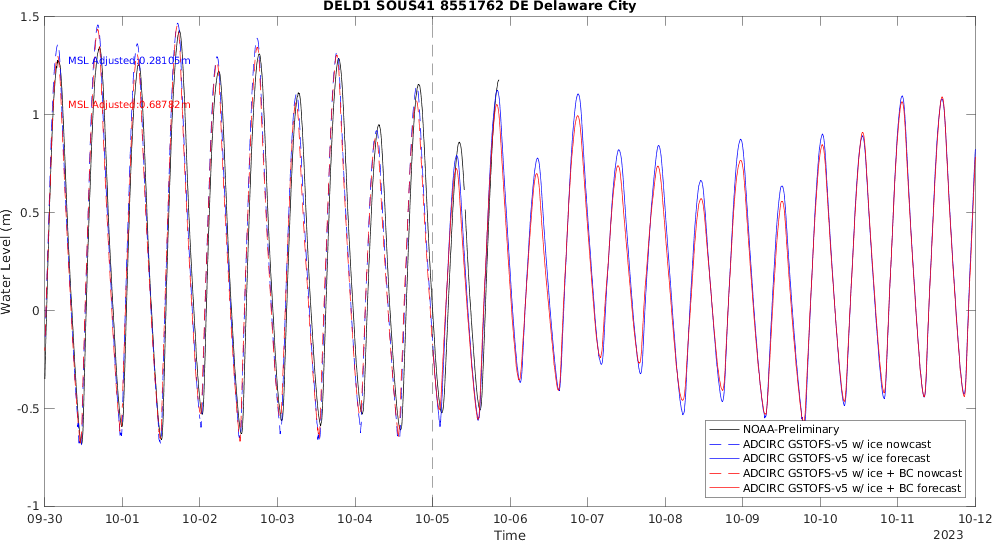 DELD1 SOUS41 8551762 DE Delaware City
1.5
MSL Adjusted:0.28105m
MSL Adjusted:0.68782m
1
0.5
0
-0.5
-1
Water Level (m)
NOAA-Preliminary
ADCIRC GSTOFS-v5 w/ ice nowcast
ADCIRC GSTOFS-v5 w/ ice forecast
ADCIRC GSTOFS-v5 w/ ice + BC nowcast
ADCIRC GSTOFS-v5 w/ ice + BC forecast
09-30 10-01 10-02 10-03 10-04 10-05 10-06 10-07 10-08 10-09 10-10 10-11 10-12
Time
2023